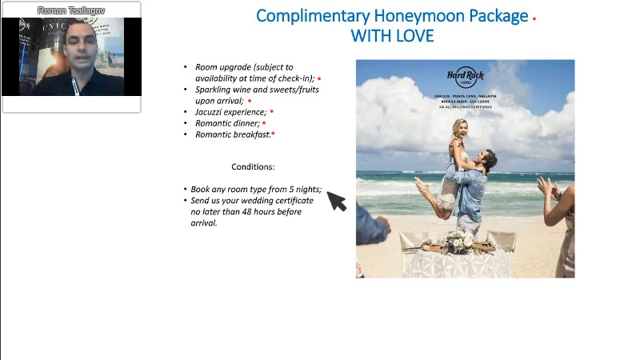 Roman Tsallagov
Complimentary Honeymoon Package
WITH LOVE
• Room upgrade (subject to
availability at time of check-in);
• Sparkling wine and sweets/fruits
upon arrival;
• Jacuzzi experience;
• Romantic dinner;
• Romantic breakfast.
Conditions:
• Book any room type from 5 nights;
• Send us your wedding certificate
no later than 48 hours before
arrival.
Hard Rock
HOTEL
CANCUN · PUNTA CANA · VALLARTA
RIVIERA MAYA · LOS CABOS
AN ALL-INCLUSIVE EXPERIENCE